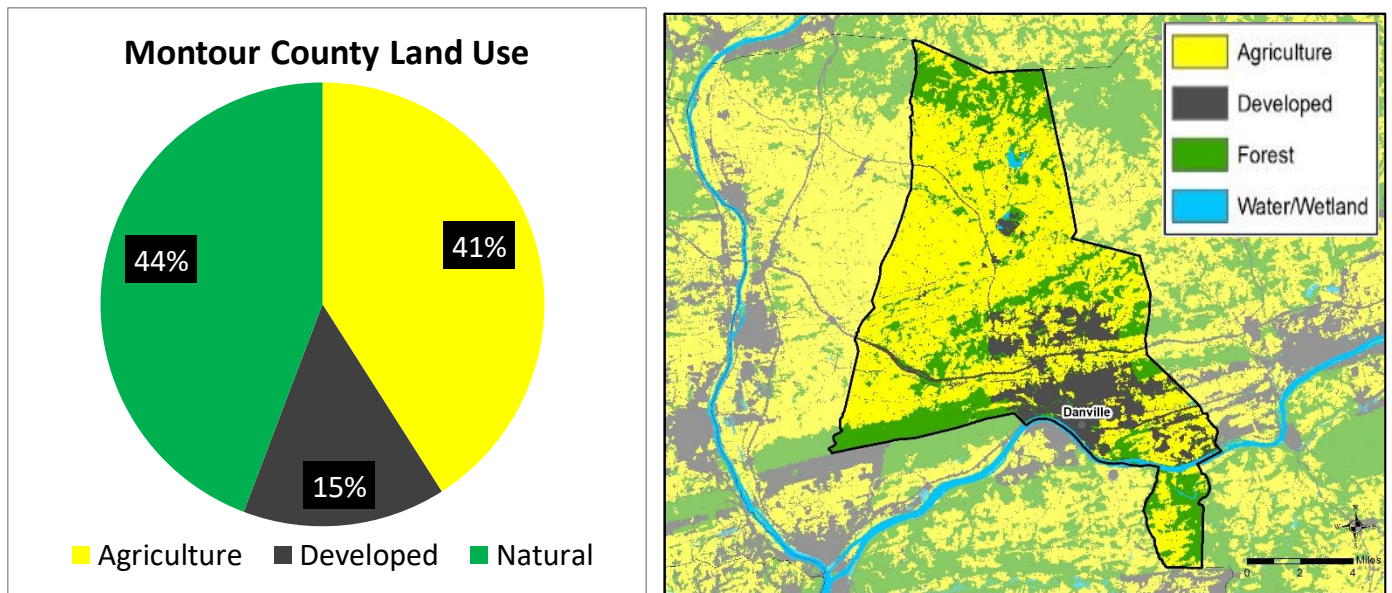 Montour County Land Use
44%
41%
15%
Agriculture Developed Natural
Agriculture
Developed
Forest
Water/Wetland
Danville
N
W E
S
Miles
0 2 4